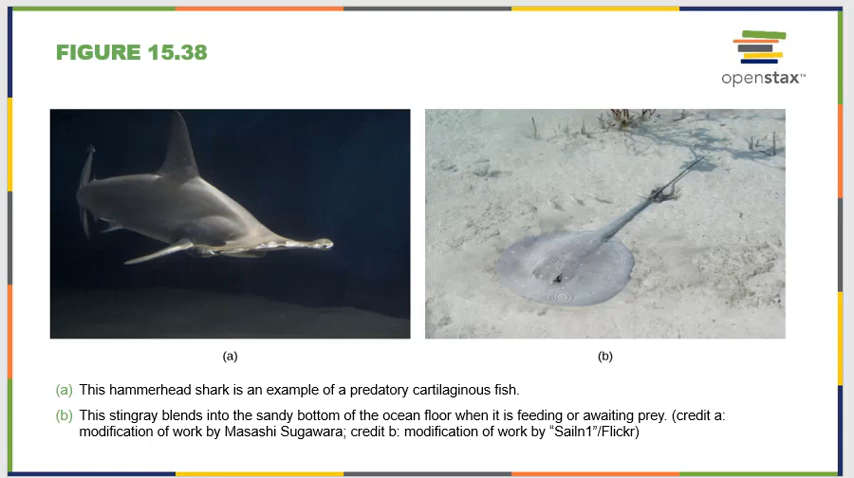 FIGURE 15.38
openstax™
(a)
(b)
(a) This hammerhead shark is an example of a predatory cartilaginous fish.
(b) This stingray blends into the sandy bottom of the ocean floor when it is feeding or awaiting prey. (credit a:
modification of work by Masashi Sugawara; credit b: modification of work by “Sailn1”/Flickr)